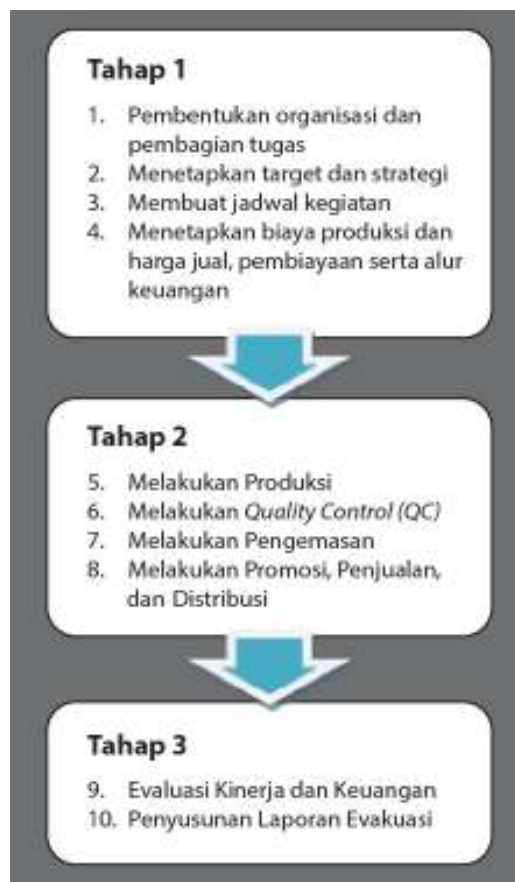 Tahap 1
1. Pembentukan organisasi dan
pembagian tugas
2. Menetapkan target dan strategi
3. Membuat jadwal kegiatan
4. Menetapkan biaya produksi dan
harga jual, pembiayaan serta alur
keuangan
Tahap 2
5. Melakukan Produksi
6. Melakukan Quality Control (QC)
7. Melakukan Pengemasan
8. Melakukan Promosi, Penjualan,
dan Distribusi
Tahap 3
9. Evaluasi Kinerja dan Keuangan
10. Penyusunan Laporan Evakuasi